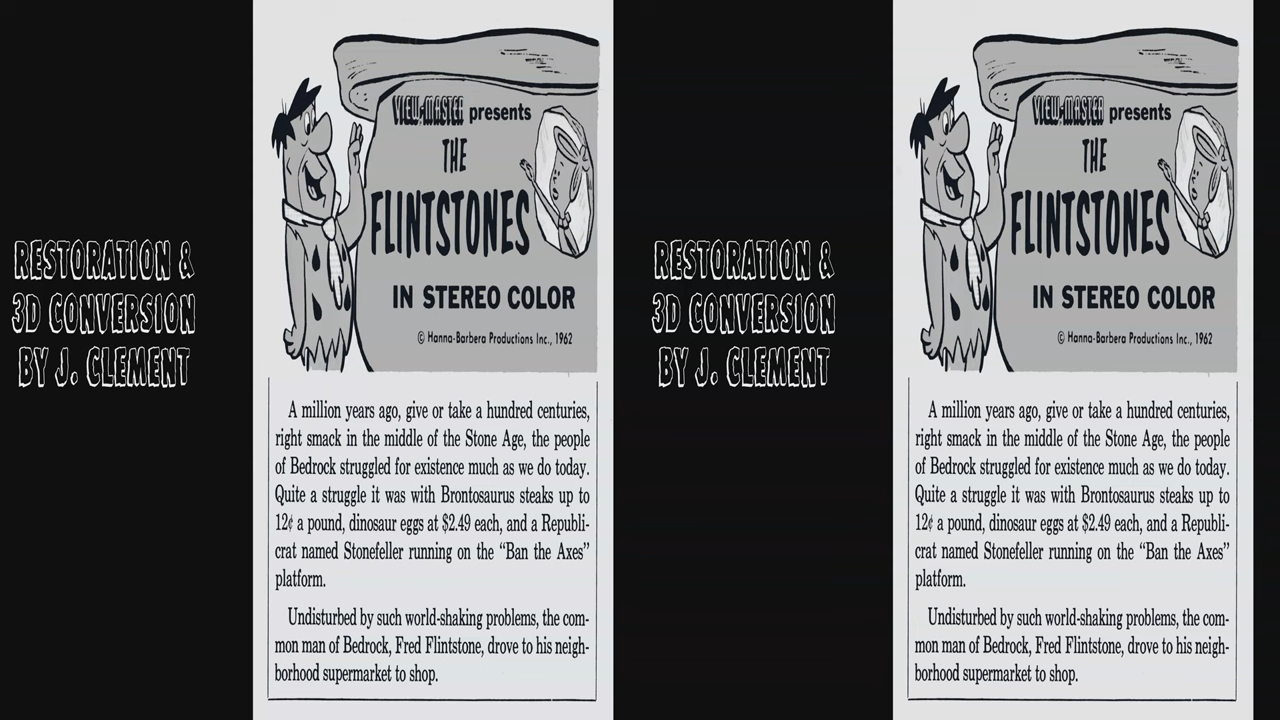 RESTORATION &
3D CONVERSION
BY J. CLEMENT
VIEW-MASTER presents
THE
FLINTSTONES
IN STEREO COLOR
© Hanna-Barbera Productions Inc., 1962
A million years ago, give or take a hundred centuries,
right smack in the middle of the Stone Age, the people
of Bedrock struggled for existence much as we do today.
Quite a struggle it was with Brontosaurus steaks up to
12¢ a pound, dinosaur eggs at $2.49 each, and a Republi-
crat named Stonefeller running on the “Ban the Axes”
platform.
Undisturbed by such world-shaking problems, the com-
mon man of Bedrock, Fred Flintstone, drove to his neigh-
borhood supermarket to shop.
RESTORATION &
3D CONVERSION
BY J. CLEMENT
VIEW-MASTER presents
THE
FLINTSTONES
IN STEREO COLOR
© Hanna-Barbera Productions Inc., 1962
A million years ago, give or take a hundred centuries,
right smack in the middle of the Stone Age, the people
of Bedrock struggled for existence much as we do today.
Quite a struggle it was with Brontosaurus steaks up to
12¢ a pound, dinosaur eggs at $2.49 each, and a Republi-
crat named Stonefeller running on the “Ban the Axes”
platform.
Undisturbed by such world-shaking problems, the com-
mon man of Bedrock, Fred Flintstone, drove to his neigh-
borhood supermarket to shop.